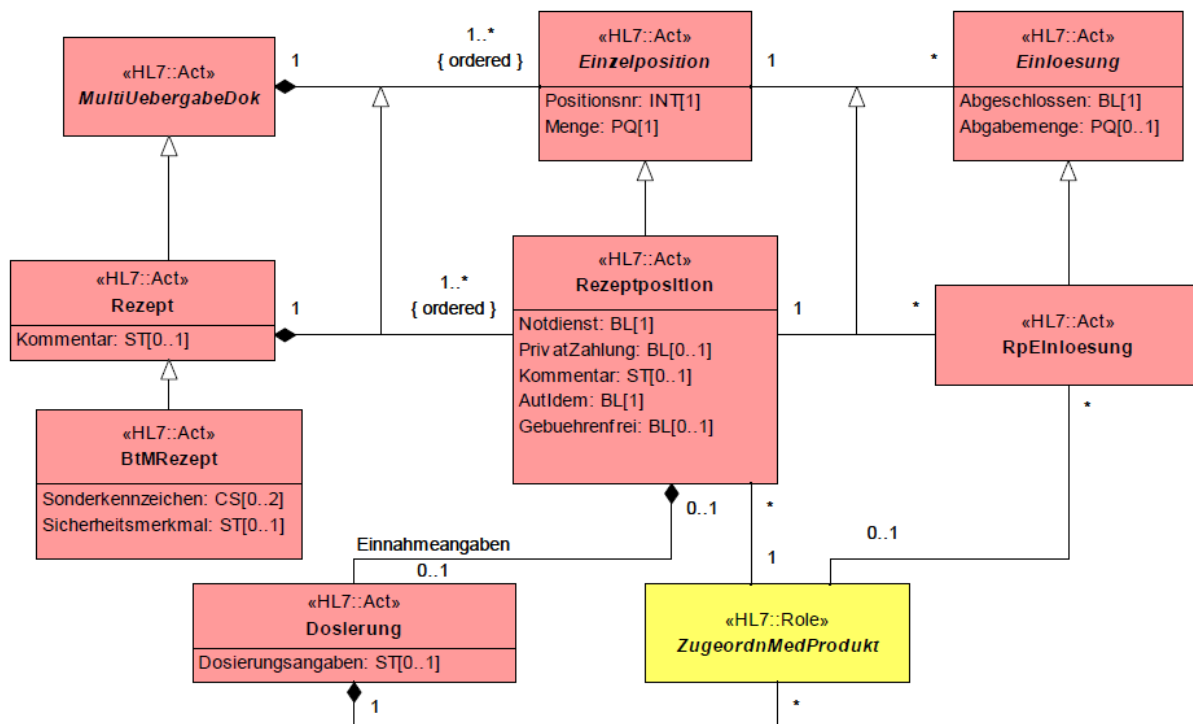 «HL7::Act»
MultiUebergabeDok
1
1..*
{ ordered }
«HL7::Act»
Einzelposition
Positionsnr: INT[1]
Menge: PQ[1]
1
*
«HL7::Act»
Einloesung
Abgeschlossen: BL[1]
Abgabemenge: PQ[0..1]
«HL7::Act»
Rezept
Kommentar: ST[0..1]
1
1..*
{ ordered }
«HL7::Act»
Rezeptposition
Notdienst: BL[1]
PrivatZahlung: BL[0..1]
Kommentar: ST[0..1]
AutIdem: BL[1]
Gebuehrenfrei: BL[0..1]
1
*
«HL7::Act»
RpEinloesung
*
«HL7::Act»
BtMRezept
Sonderkennzeichen: CS[0..2]
Sicherheitsmerkmal: ST[0..1]
0..1
*
Einnahmeangaben
0..1
1
0..1
«HL7::Act»
Dosierung
Dosierungsangaben: ST[0..1]
1
«HL7::Role»
ZugeordnMedProdukt
*